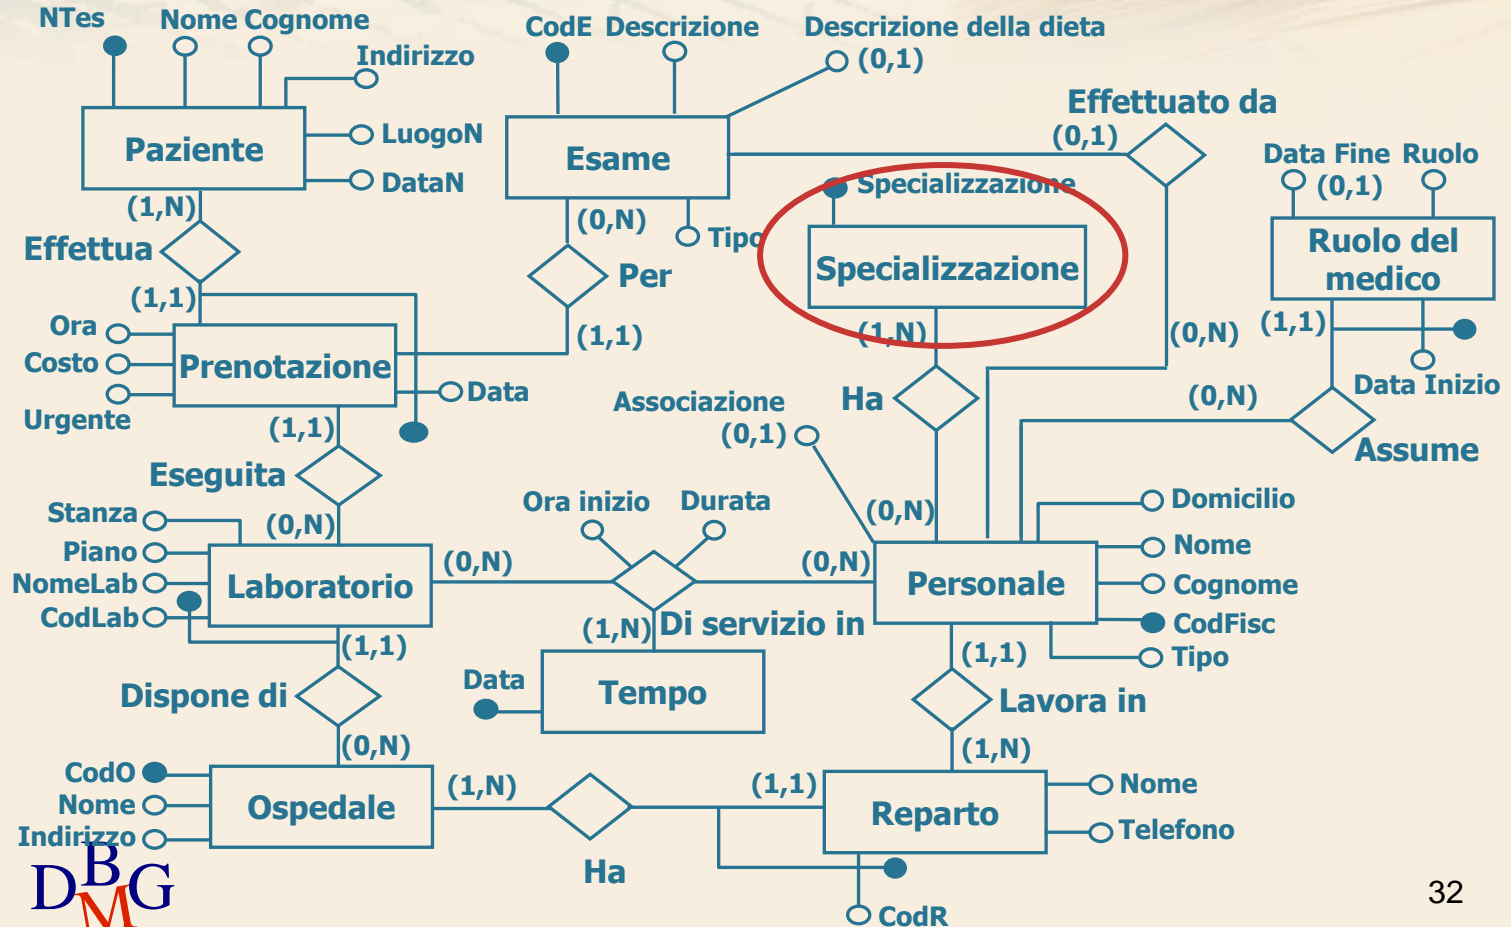 NTes
Nome Cognome
CodE Descrizione
Descrizione della dieta
(0,1)
Indirizzo
Effettuato da
(0,1)
Paziente
LuogoN
DataN
Esame
Data Fine Ruolo
(0,1)
Specializzazione
(1,N)
(0,N)
Tipo
Effettua
Per
Specializzazione
Ruolo del
medico
(1,1)
(1,1)
(1,N)
(0,N)
(1,1)
Ora
Costo
Urgente
Prenotazione
Data
Data Inizio
(1,1)
Associazione
(0,1)
Ha
(0,N)
Assume
Eseguita
Stanza
Piano
NomeLab
CodLab
(0,N)
Ora inizio
Durata
(0,N)
Domicilio
Nome
Cognome
CodFisc
Tipo
Laboratorio
(0,N)
(0,N)
Personale
(1,1)
(1,N)
Di servizio in
(1,1)
Dispone di
Data
Tempo
Lavora in
(0,N)
(1,N)
CodO
Nome
Indirizzo
Ospedale
(1,N)
(1,1)
Reparto
Nome
Telefono
Ha
CodR
DBMG
32